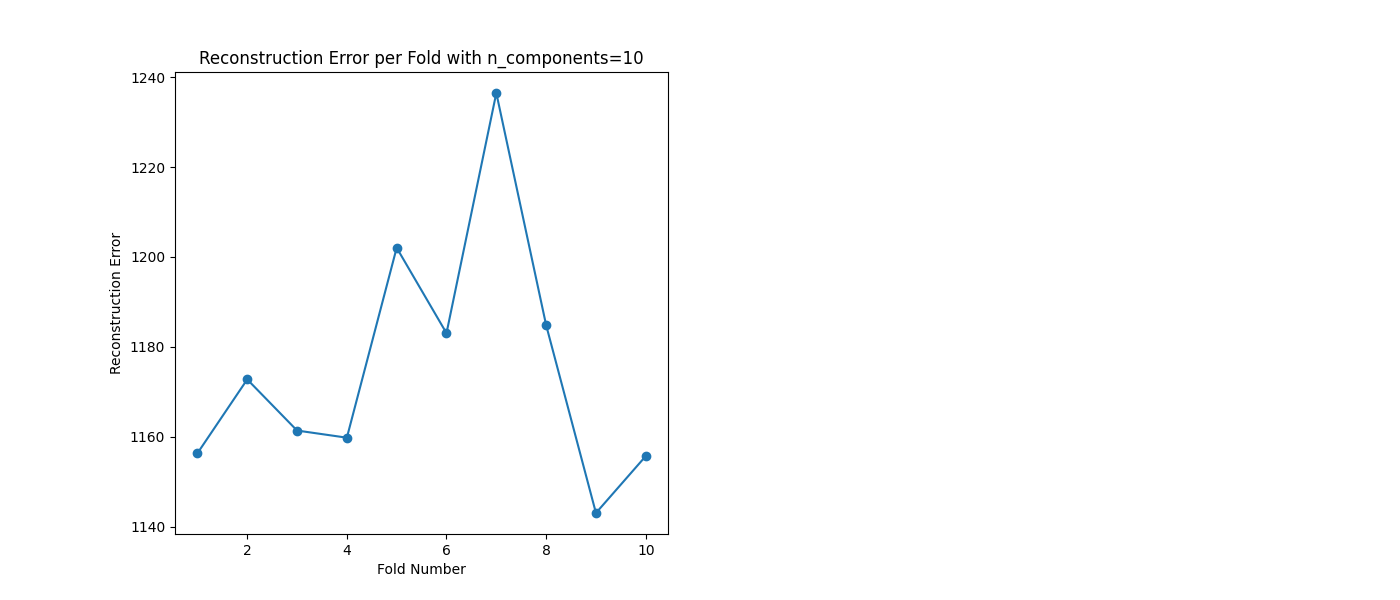 Reconstruction Error per Fold with n_components=10
1240
1220
1200
1180
1160
1140
Reconstruction Error
2 4 6 8 10
Fold Number